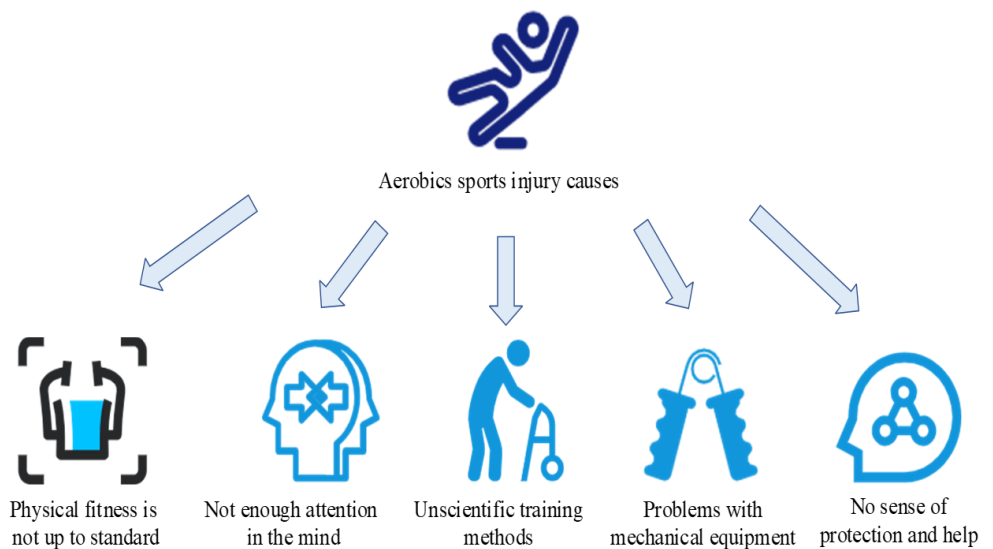 Aerobics sports injury causes
Physical fitness is
not up to standard
Not enough attention
in the mind
Unscientific training
methods
Problems with
mechanical equipment
No sense of
protection and help